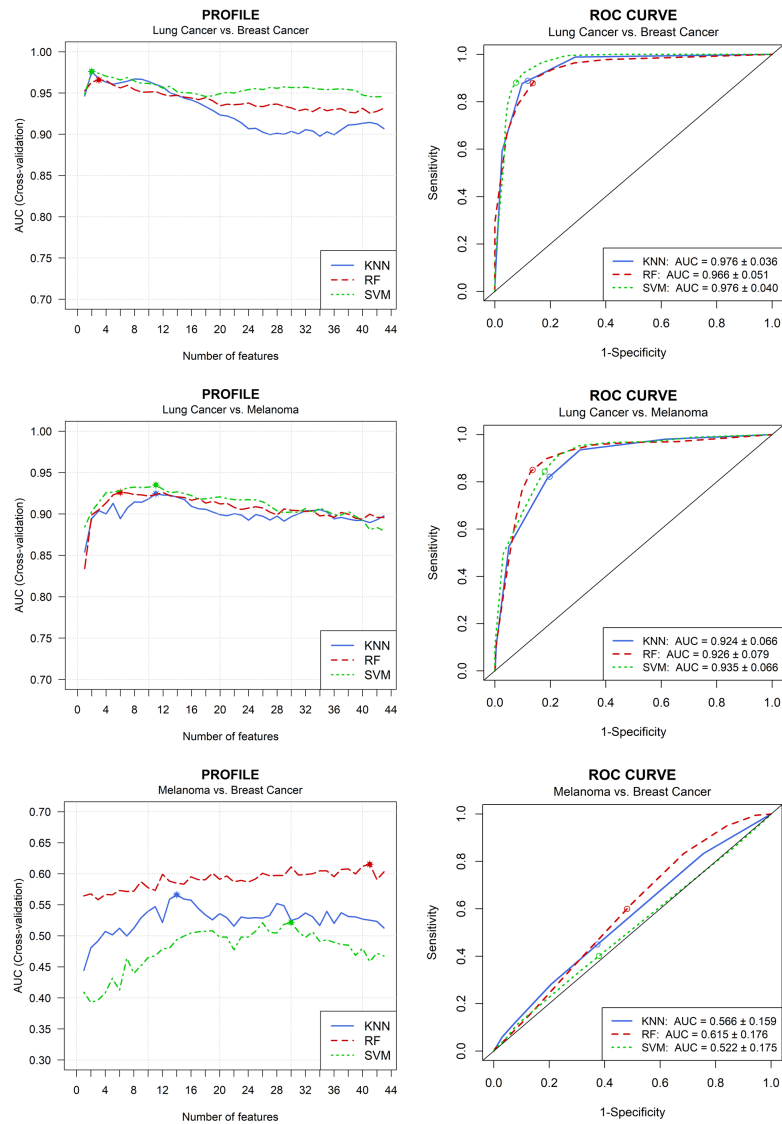 PROFILE
Lung Cancer vs. Breast Cancer
1.00
0.95
0.90
0.85
0.80
0.75
0.70
AUC (Cross-validation)
0 4 8 12 16 20 24 28 32 36 40 44
Number of features
KNN
RF
SVM
ROC CURVE
Lung Cancer vs. Breast Cancer
1.0
0.8
0.6
0.4
0.2
0.0
Sensitivity
0.0 0.2 0.4 0.6 0.8 1.0
1-Specificity
KNN: AUC = 0.976 ± 0.036
RF: AUC = 0.966 ± 0.051
SVM: AUC = 0.976 ± 0.040
PROFILE
Lung Cancer vs. Melanoma
1.00
0.95
0.90
0.85
0.80
0.75
0.70
AUC (Cross-validation)
0 4 8 12 16 20 24 28 32 36 40 44
Number of features
KNN
RF
SVM
ROC CURVE
Lung Cancer vs. Melanoma
1.0
0.8
0.6
0.4
0.2
0.0
Sensitivity
0.0 0.2 0.4 0.6 0.8 1.0
1-Specificity
KNN: AUC = 0.924 ± 0.066
RF: AUC = 0.926 ± 0.079
SVM: AUC = 0.935 ± 0.066
PROFILE
Melanoma vs. Breast Cancer
0.70
0.65
0.60
0.55
0.50
0.45
0.40
0.35
0.30
AUC (Cross-validation)
0 4 8 12 16 20 24 28 32 36 40 44
Number of features
KNN
RF
SVM
ROC CURVE
Melanoma vs. Breast Cancer
1.0
0.8
0.6
0.4
0.2
0.0
Sensitivity
0.0 0.2 0.4 0.6 0.8 1.0
1-Specificity
KNN: AUC = 0.566 ± 0.159
RF: AUC = 0.615 ± 0.176
SVM: AUC = 0.522 ± 0.175